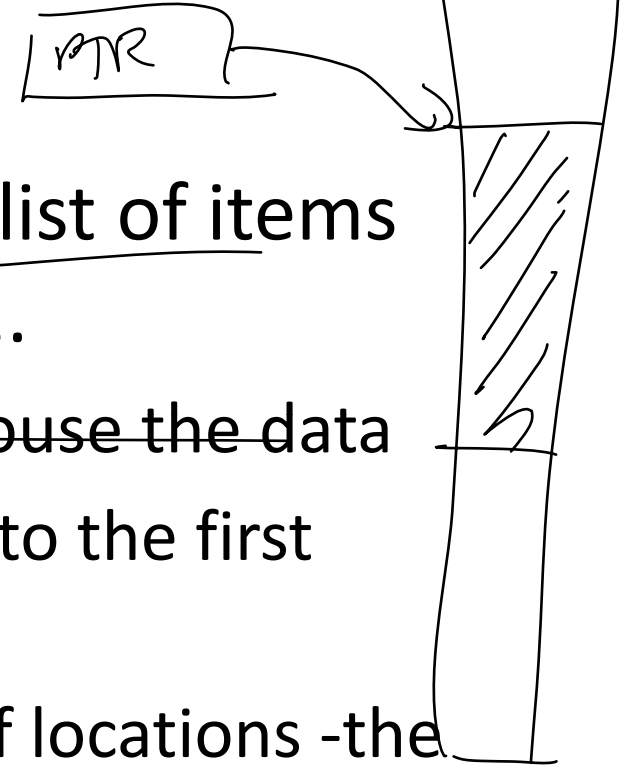 PTR
list of items
..
ouse the data
to the first
f locations -the